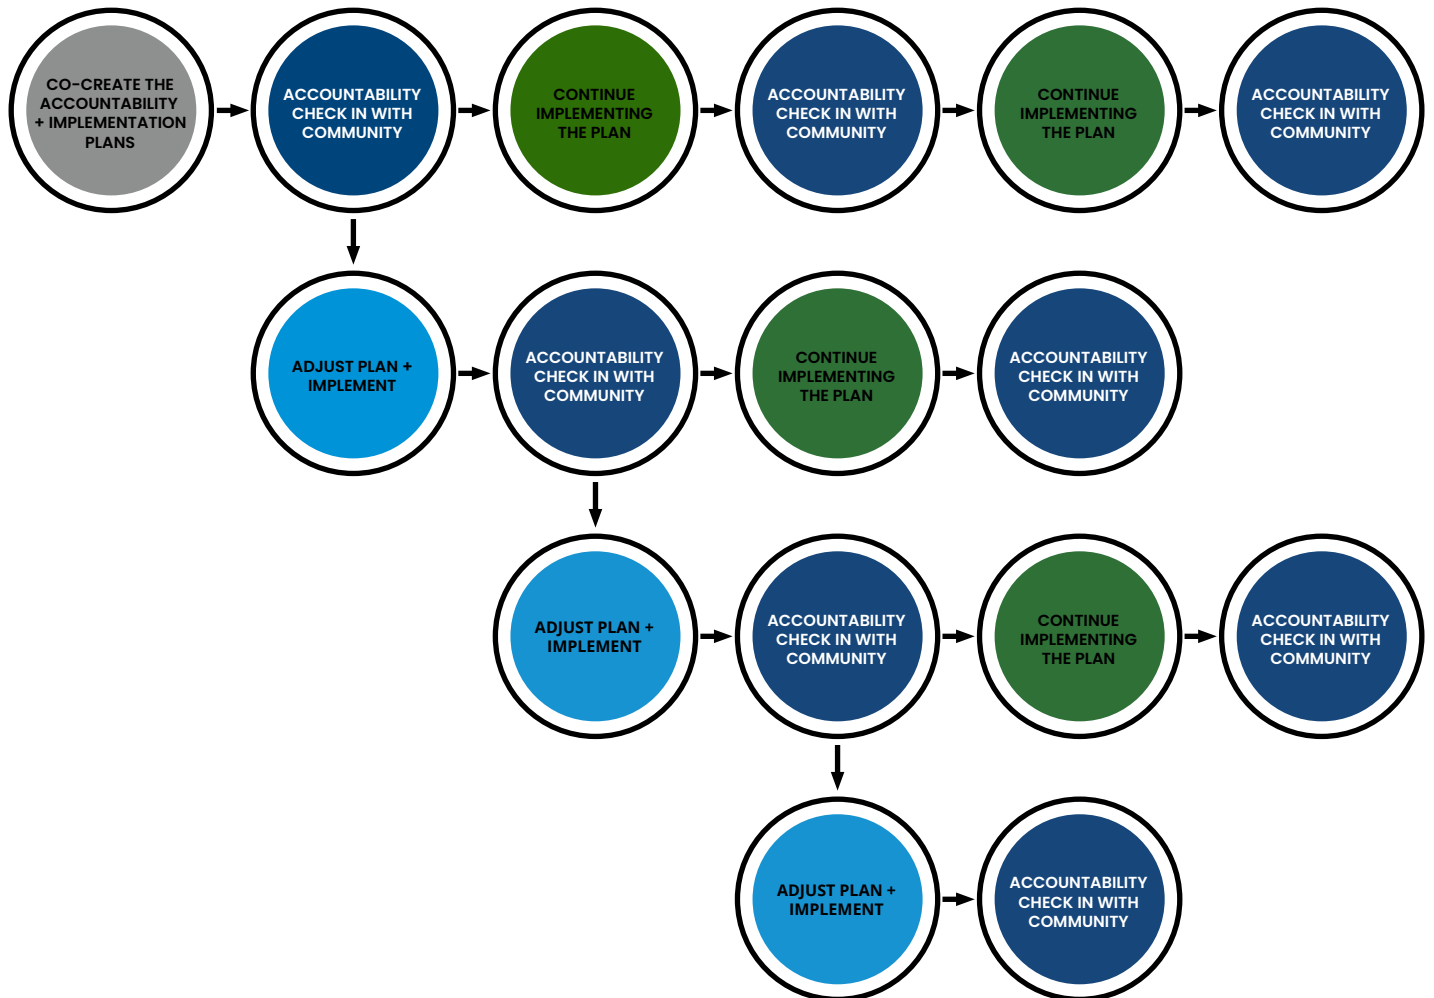 CO-CREATE THE
ACCOUNTABILITY
+ IMPLEMENTATION
PLANS
ACCOUNTABILITY
CHECK IN WITH
COMMUNITY
CONTINUE
IMPLEMENTING
THE PLAN
ACCOUNTABILITY
CHECK IN WITH
COMMUNITY
CONTINUE
IMPLEMENTING
THE PLAN
ACCOUNTABILITY
CHECK IN WITH
COMMUNITY
ADJUST PLAN +
IMPLEMENT
ACCOUNTABILITY
CHECK IN WITH
COMMUNITY
CONTINUE
IMPLEMENTING
THE PLAN
ACCOUNTABILITY
CHECK IN WITH
COMMUNITY
ADJUST PLAN +
IMPLEMENT
ACCOUNTABILITY
CHECK IN WITH
COMMUNITY
CONTINUE
IMPLEMENTING
THE PLAN
ACCOUNTABILITY
CHECK IN WITH
COMMUNITY
ADJUST PLAN +
IMPLEMENT
ACCOUNTABILITY
CHECK IN WITH
COMMUNITY